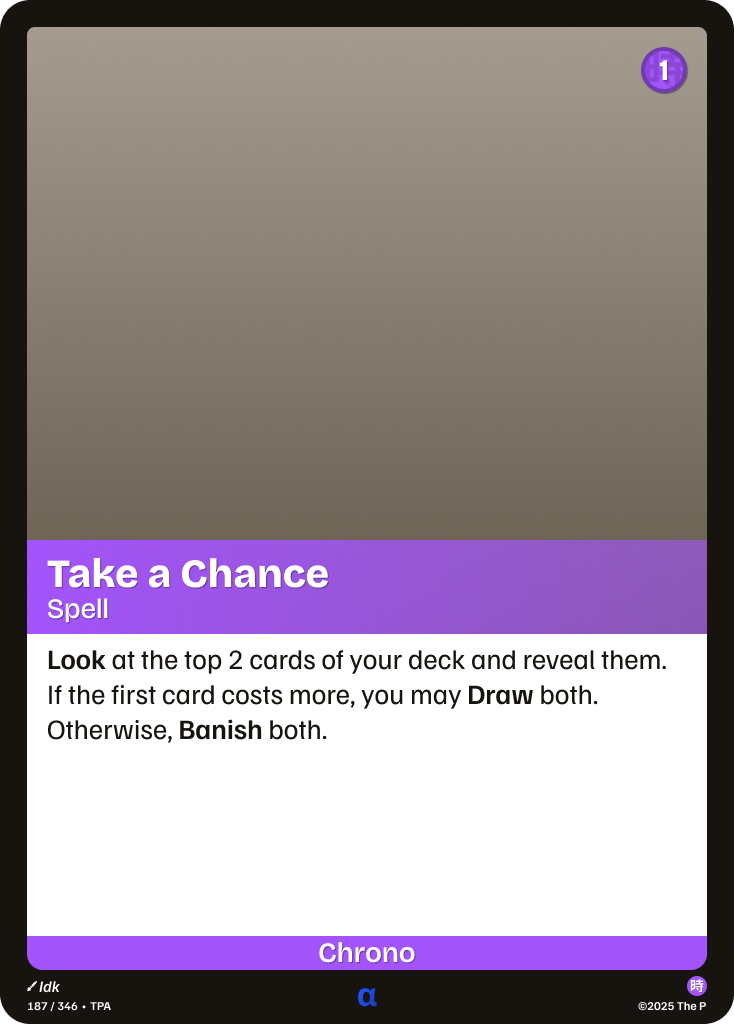 1
Take a Chance
Spell
Look at the top 2 cards of your deck and reveal them.
If the first card costs more, you may Draw both.
Otherwise, Banish both.
Chrono
Idk
時
187 / 346 • TPA
α
©2025 The P